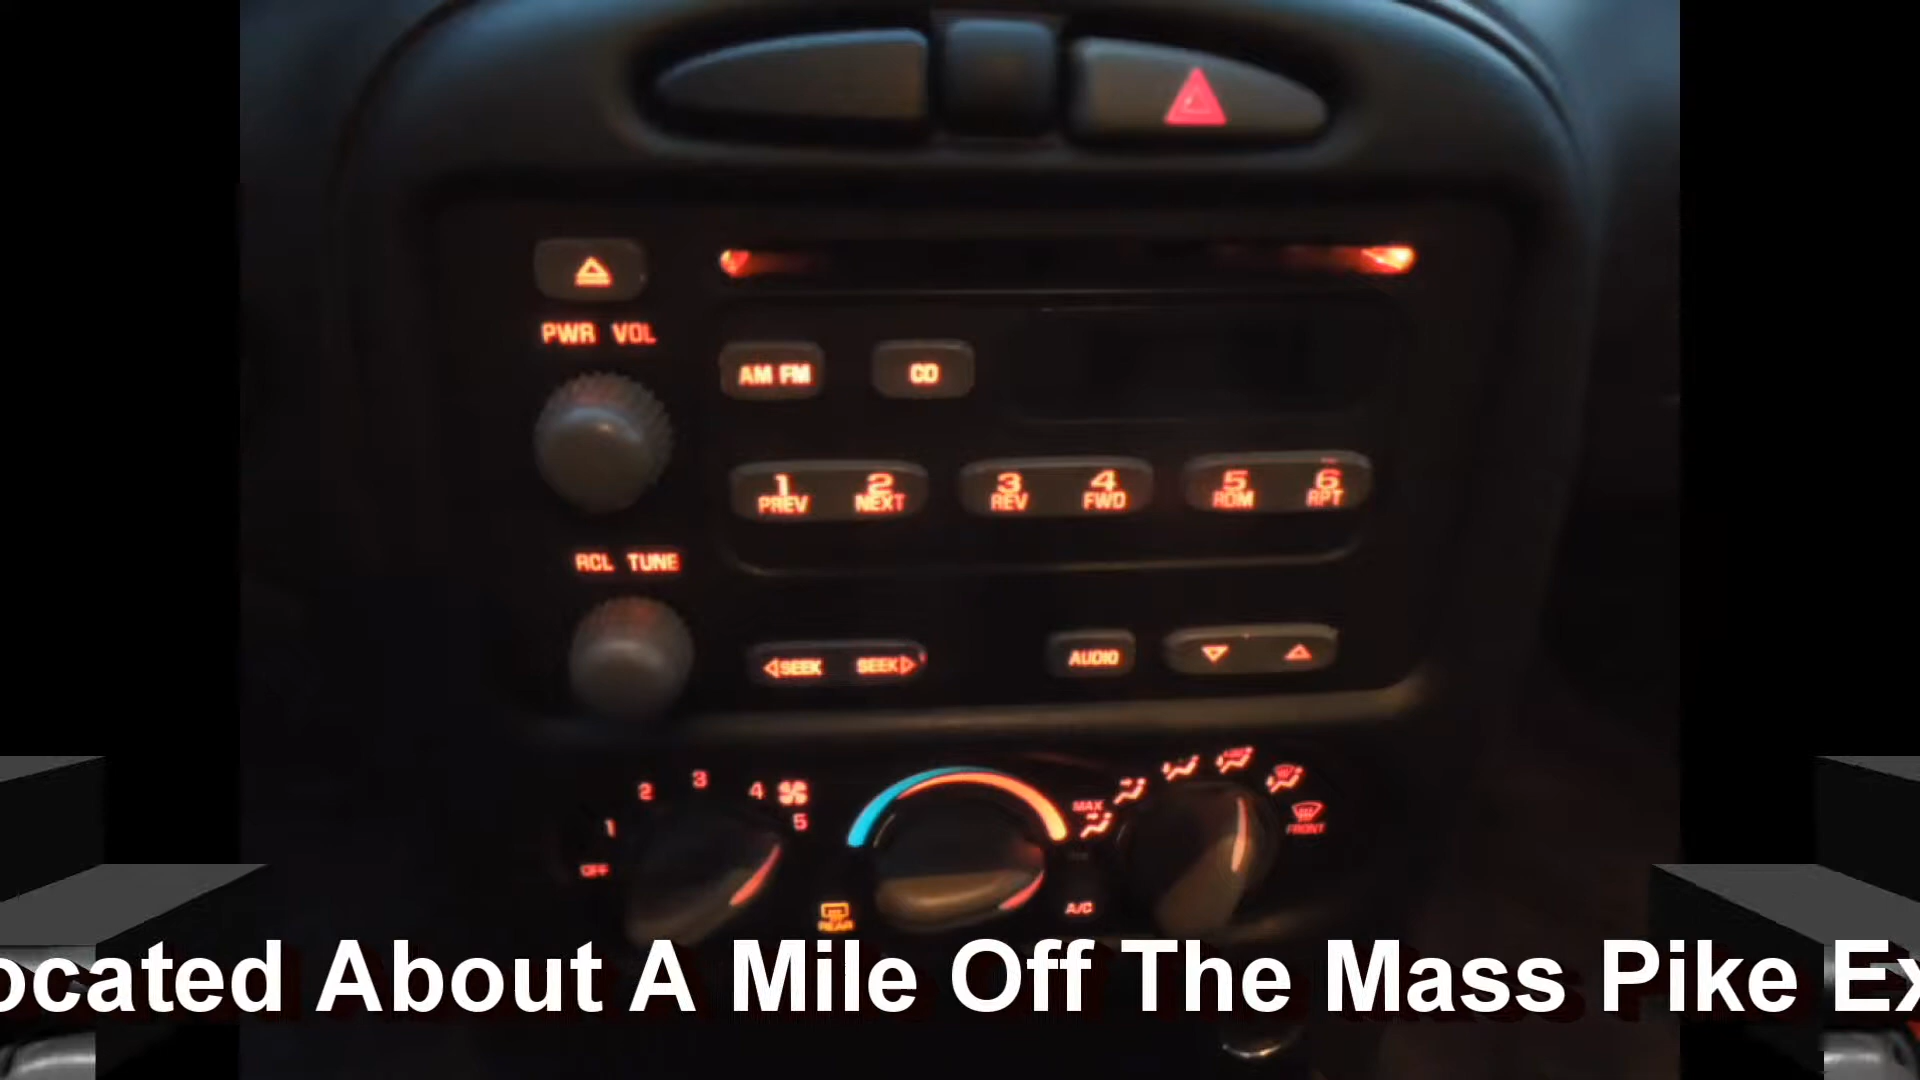 PWR VOL
AM FM
CD
1 2 3 4 5 6
PREV NEXT REV FWD RDM RPT
RCL TUNE
SEEK SEEK
AUDIO
OFF 1 2 3 4 5
MAX
FRONT
REAR
A/C
ocated About A Mile Off The Mass Pike Ex